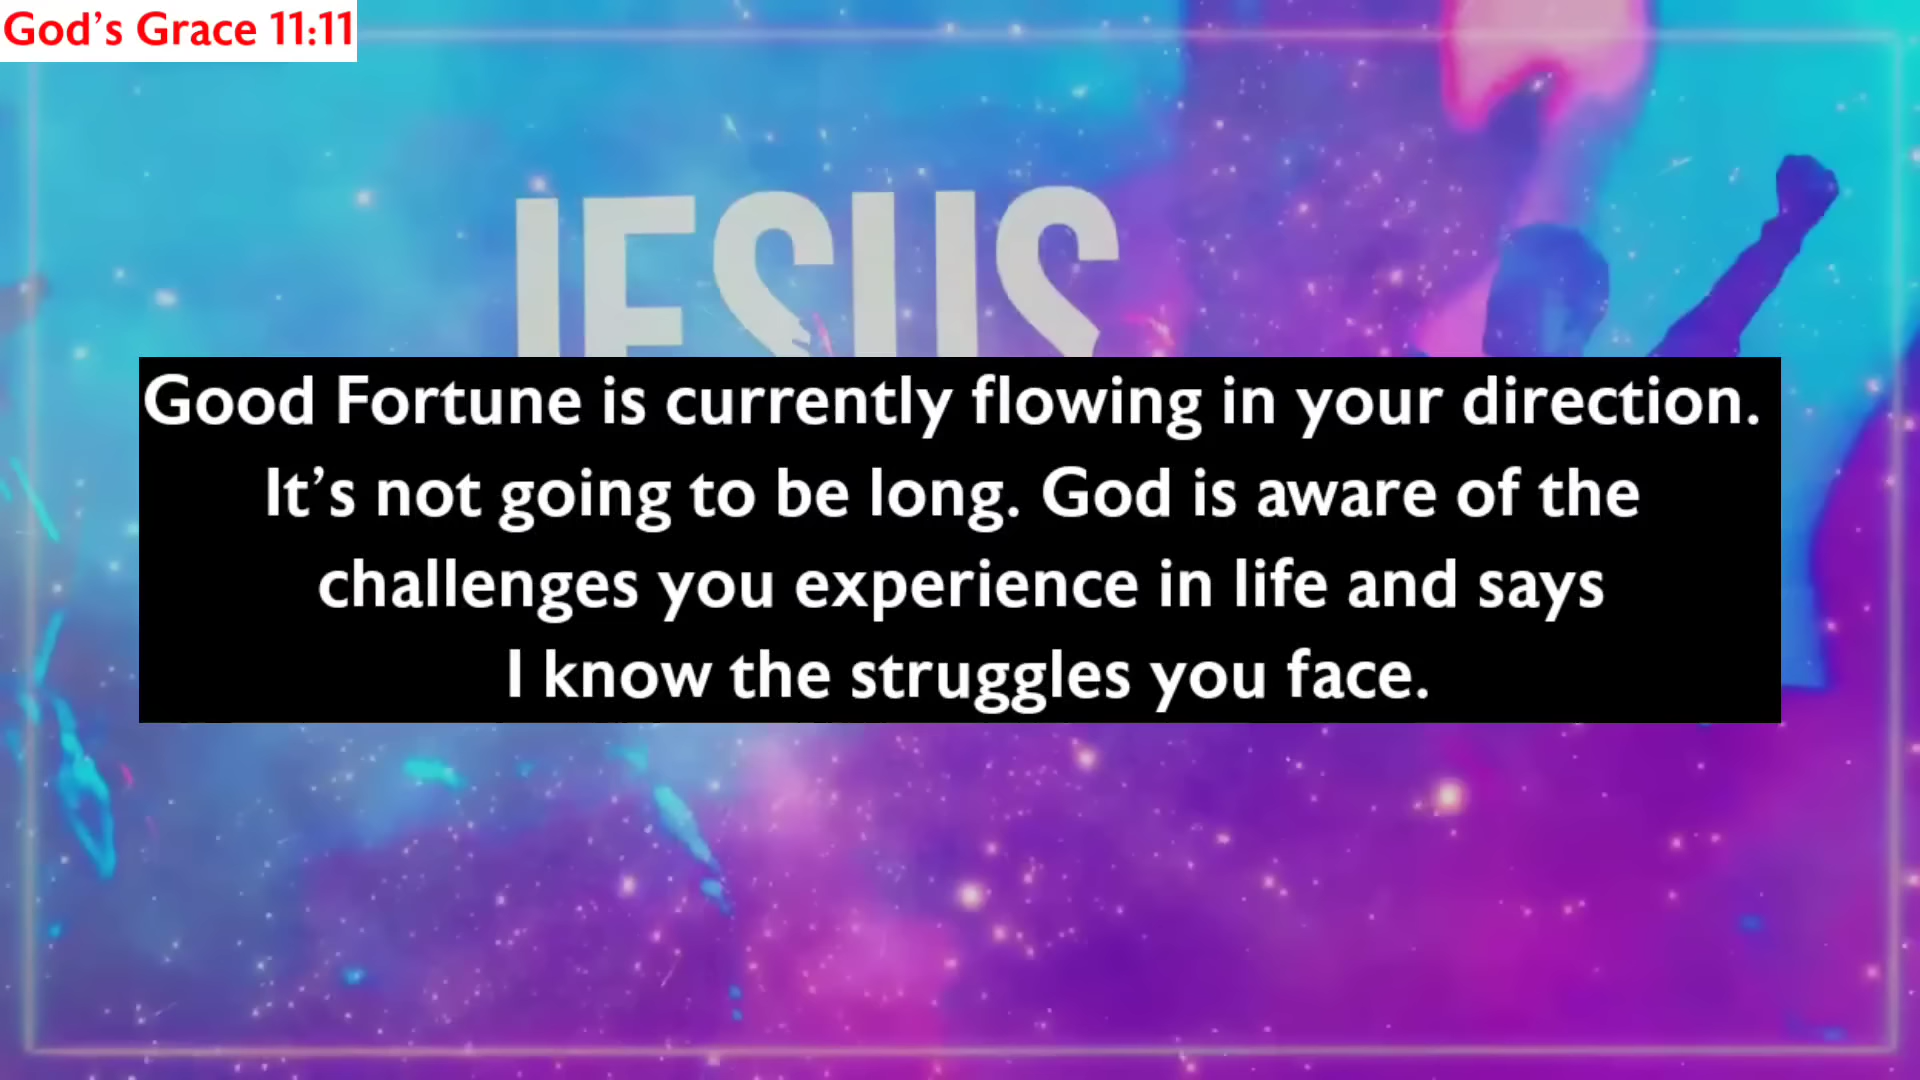 God's Grace 11:11
JESUS
Good Fortune is currently flowing in your direction.
It's not going to be long. God is aware of the
challenges you experience in life and says
I know the struggles you face.